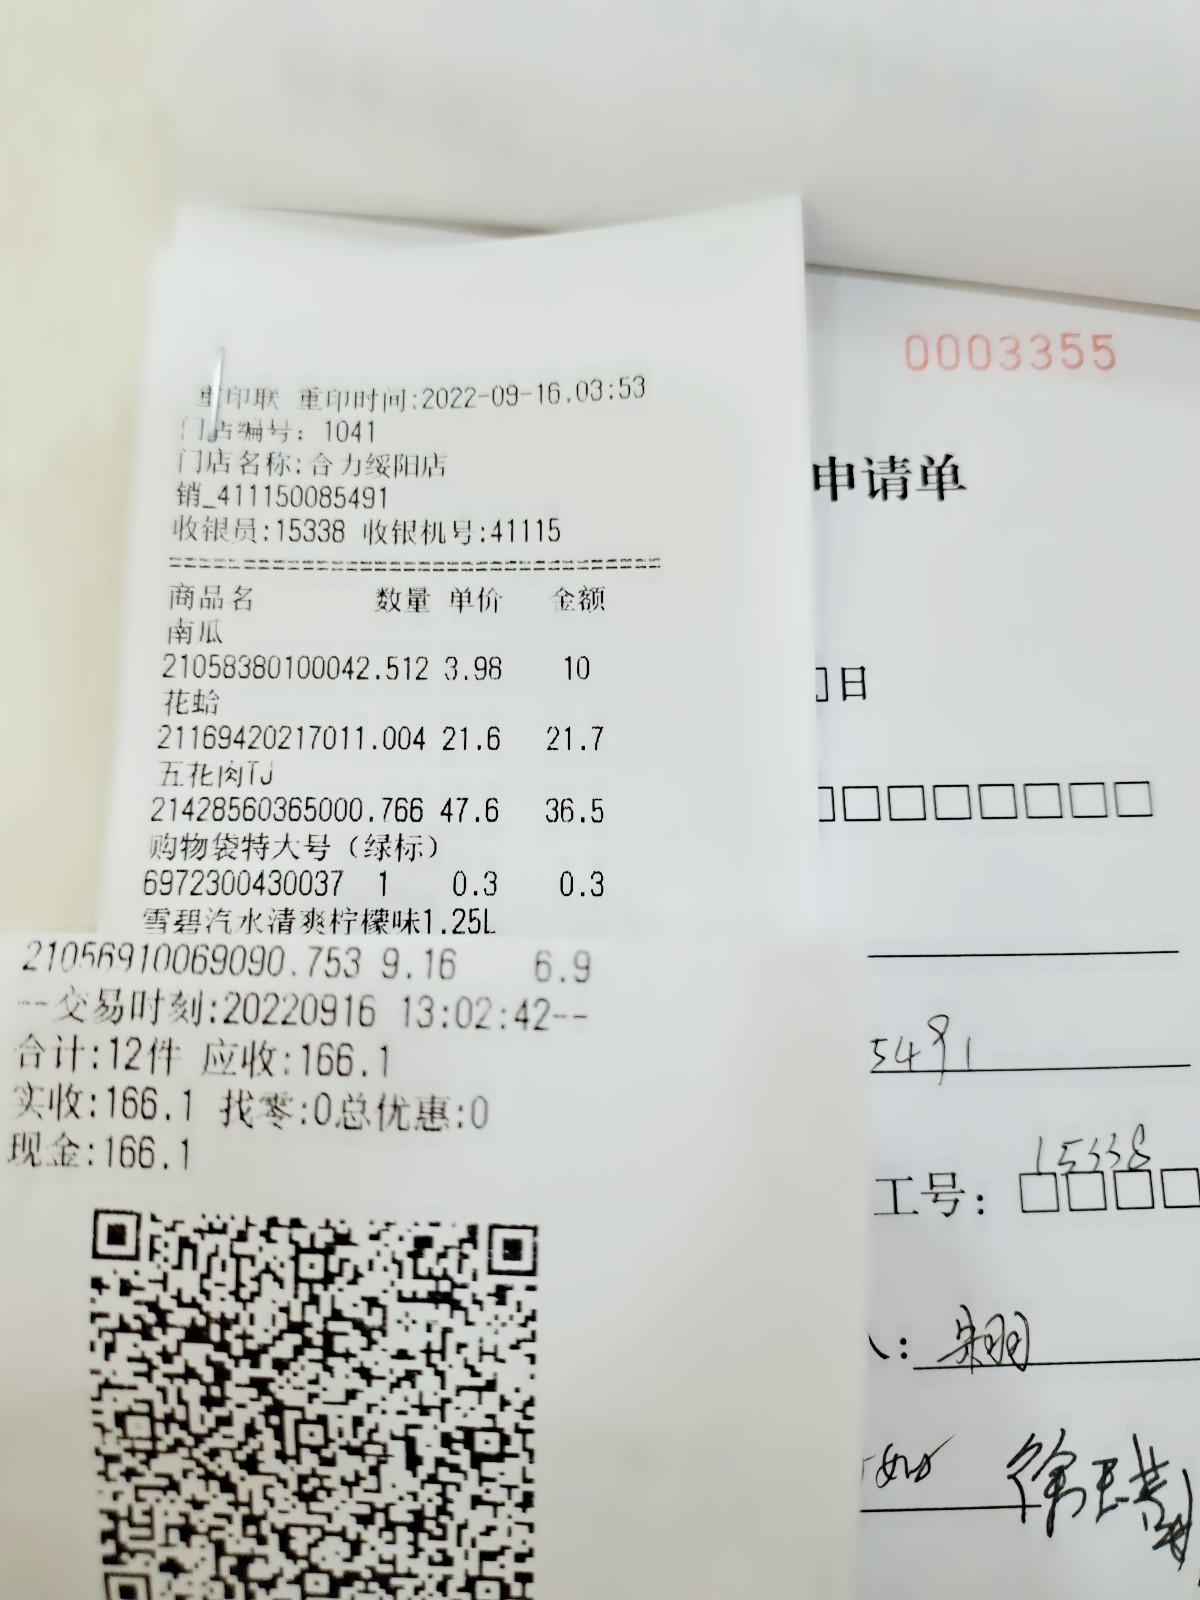 重印联 重印时间:2022-09-16.03:53
门店编号: 1041
门店名称:合力绥阳店
销_411150085491
收银员:15338 收银机号:41115
商品名 数量 单价 金额
南瓜
21058380100042.512 3.98 10
花蛤
21169420217011.004 21.6 21.7
五花肉TJ
21428560365000.766 47.6 36.5
购物袋特大号（绿标）
6972300430037 1 0.3 0.3
雪碧汽水清爽柠檬味1.25L
21056910069090.753 9.16 6.9
--交易时刻:20220916 13:02:42--
合计:12件 应收:166.1
实收:166.1 找零:0总优惠:0
现金:166.1
0003355
申请单
日
5491
15338
工号: